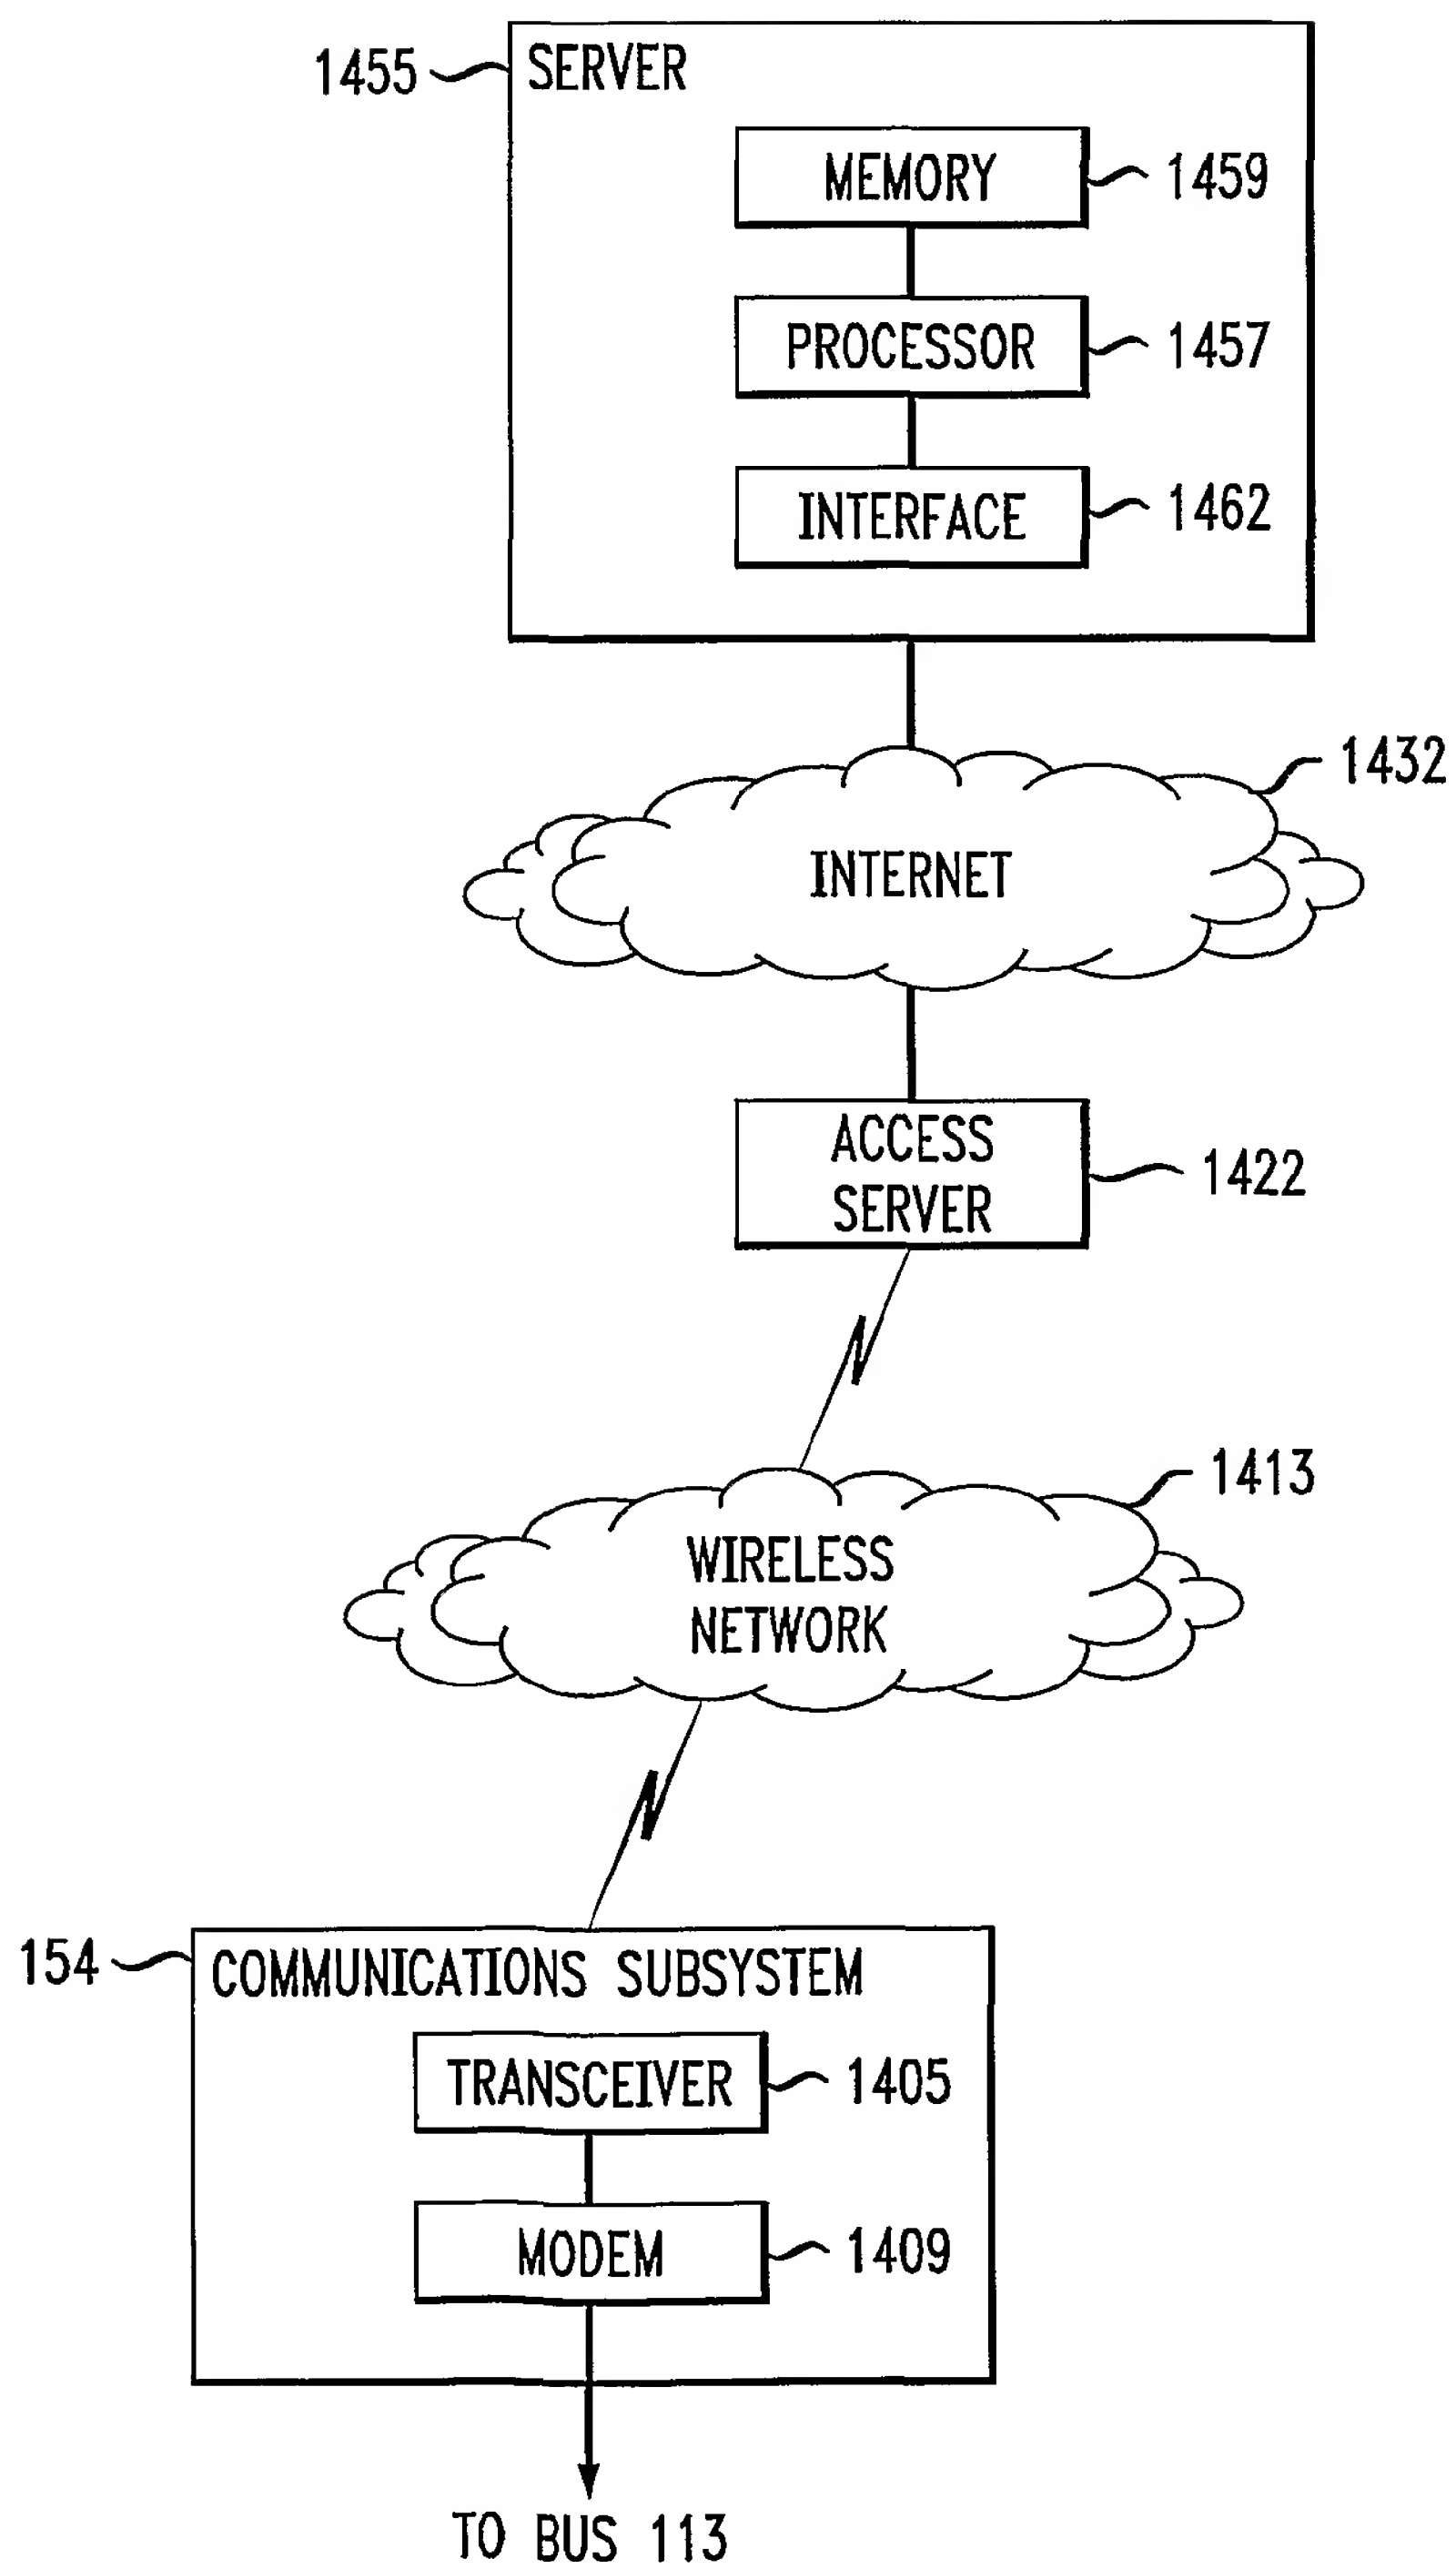 1455
SERVER
MEMORY
1459
PROCESSOR
1457
INTERFACE
1462
1432
INTERNET
ACCESS
SERVER
1422
1413
WIRELESS
NETWORK
154
COMMUNICATIONS SUBSYSTEM
TRANSCEIVER
1405
MODEM
1409
TO BUS 113